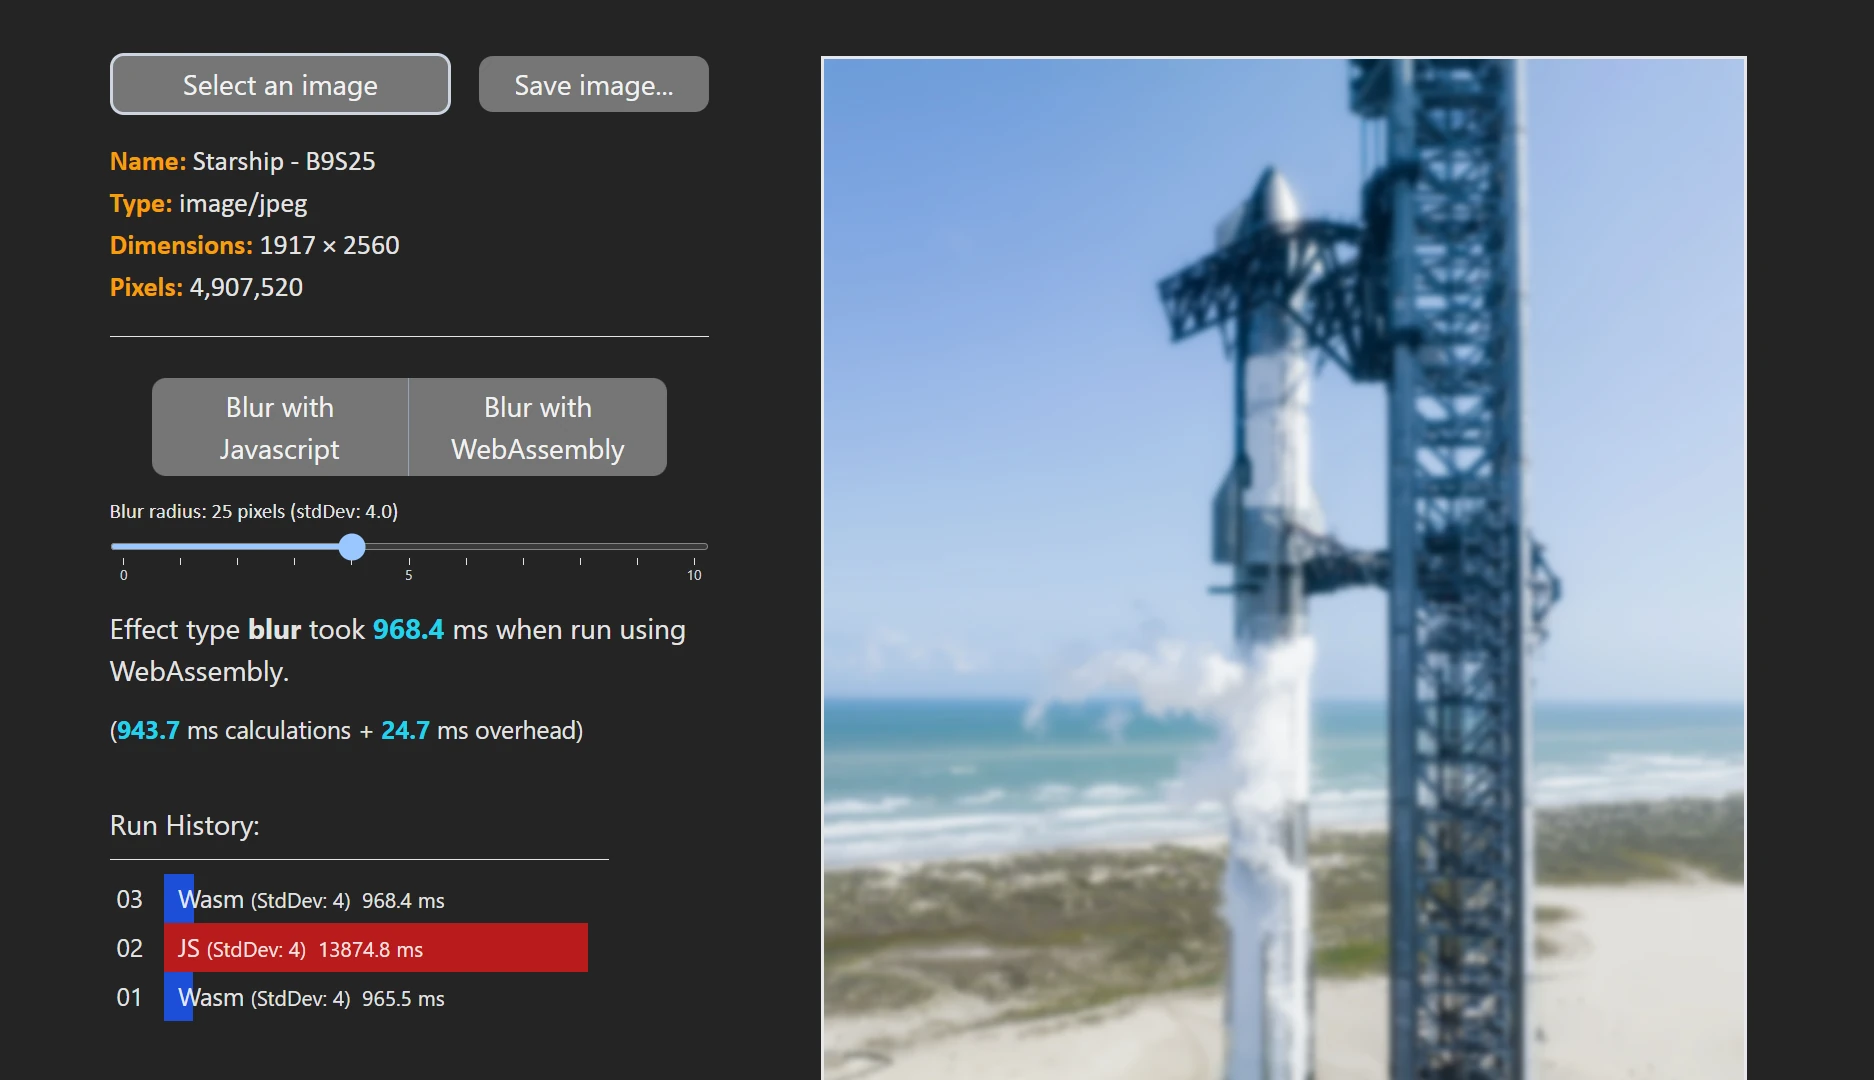 Select an image
Save image...
Name: Starship - B9S25
Type: image/jpeg
Dimensions: 1917 × 2560
Pixels: 4,907,520
Blur with
Javascript
Blur with
WebAssembly
Blur radius: 25 pixels (stdDev: 4.0)
0 5 10
Effect type blur took 968.4 ms when run using
WebAssembly.
(943.7 ms calculations + 24.7 ms overhead)
Run History:
03 Wasm (StdDev: 4) 968.4 ms
02 JS (StdDev: 4) 13874.8 ms
01 Wasm (StdDev: 4) 965.5 ms